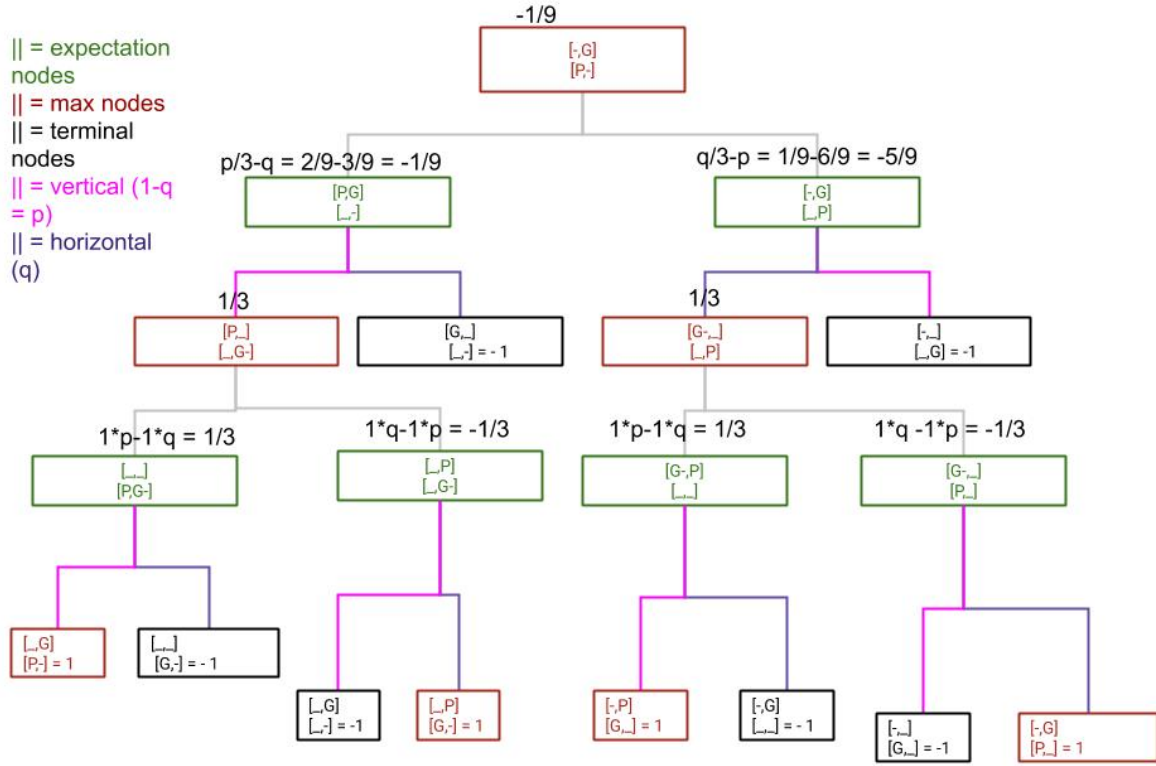 -1/9
[-,G]
[P,-]
|| = expectation
nodes
|| = max nodes
|| = terminal
nodes
|| = vertical (1-q
= p)
|| = horizontal
(q)
p/3-q = 2/9-3/9 = -1/9
q/3-p = 1/9-6/9 = -5/9
[P,G]
[_,-]
[-,G]
[_,P]
1/3
1/3
[P,_]
[_,G-]
[G,_]
[_,-] = - 1
[G-,_]
[_,P]
[-,_]
[_,G] = -1
1*p-1*q = 1/3
1*q-1*p = -1/3
1*p-1*q = 1/3
1*q -1*p = -1/3
[_,_]
[P,G-]
[_,P]
[_,G-]
[G-,P]
[_,_]
[G-,_]
[P,_]
[_,G]
[P,-] = 1
[_,_]
[G,-] = - 1
[_,G]
[_,-] = -1
[_,P]
[G,-] = 1
[-,P]
[G,_] = 1
[-,G]
[_,_] = - 1
[-,_]
[G,_] = -1
[-,G]
[P,_] = 1